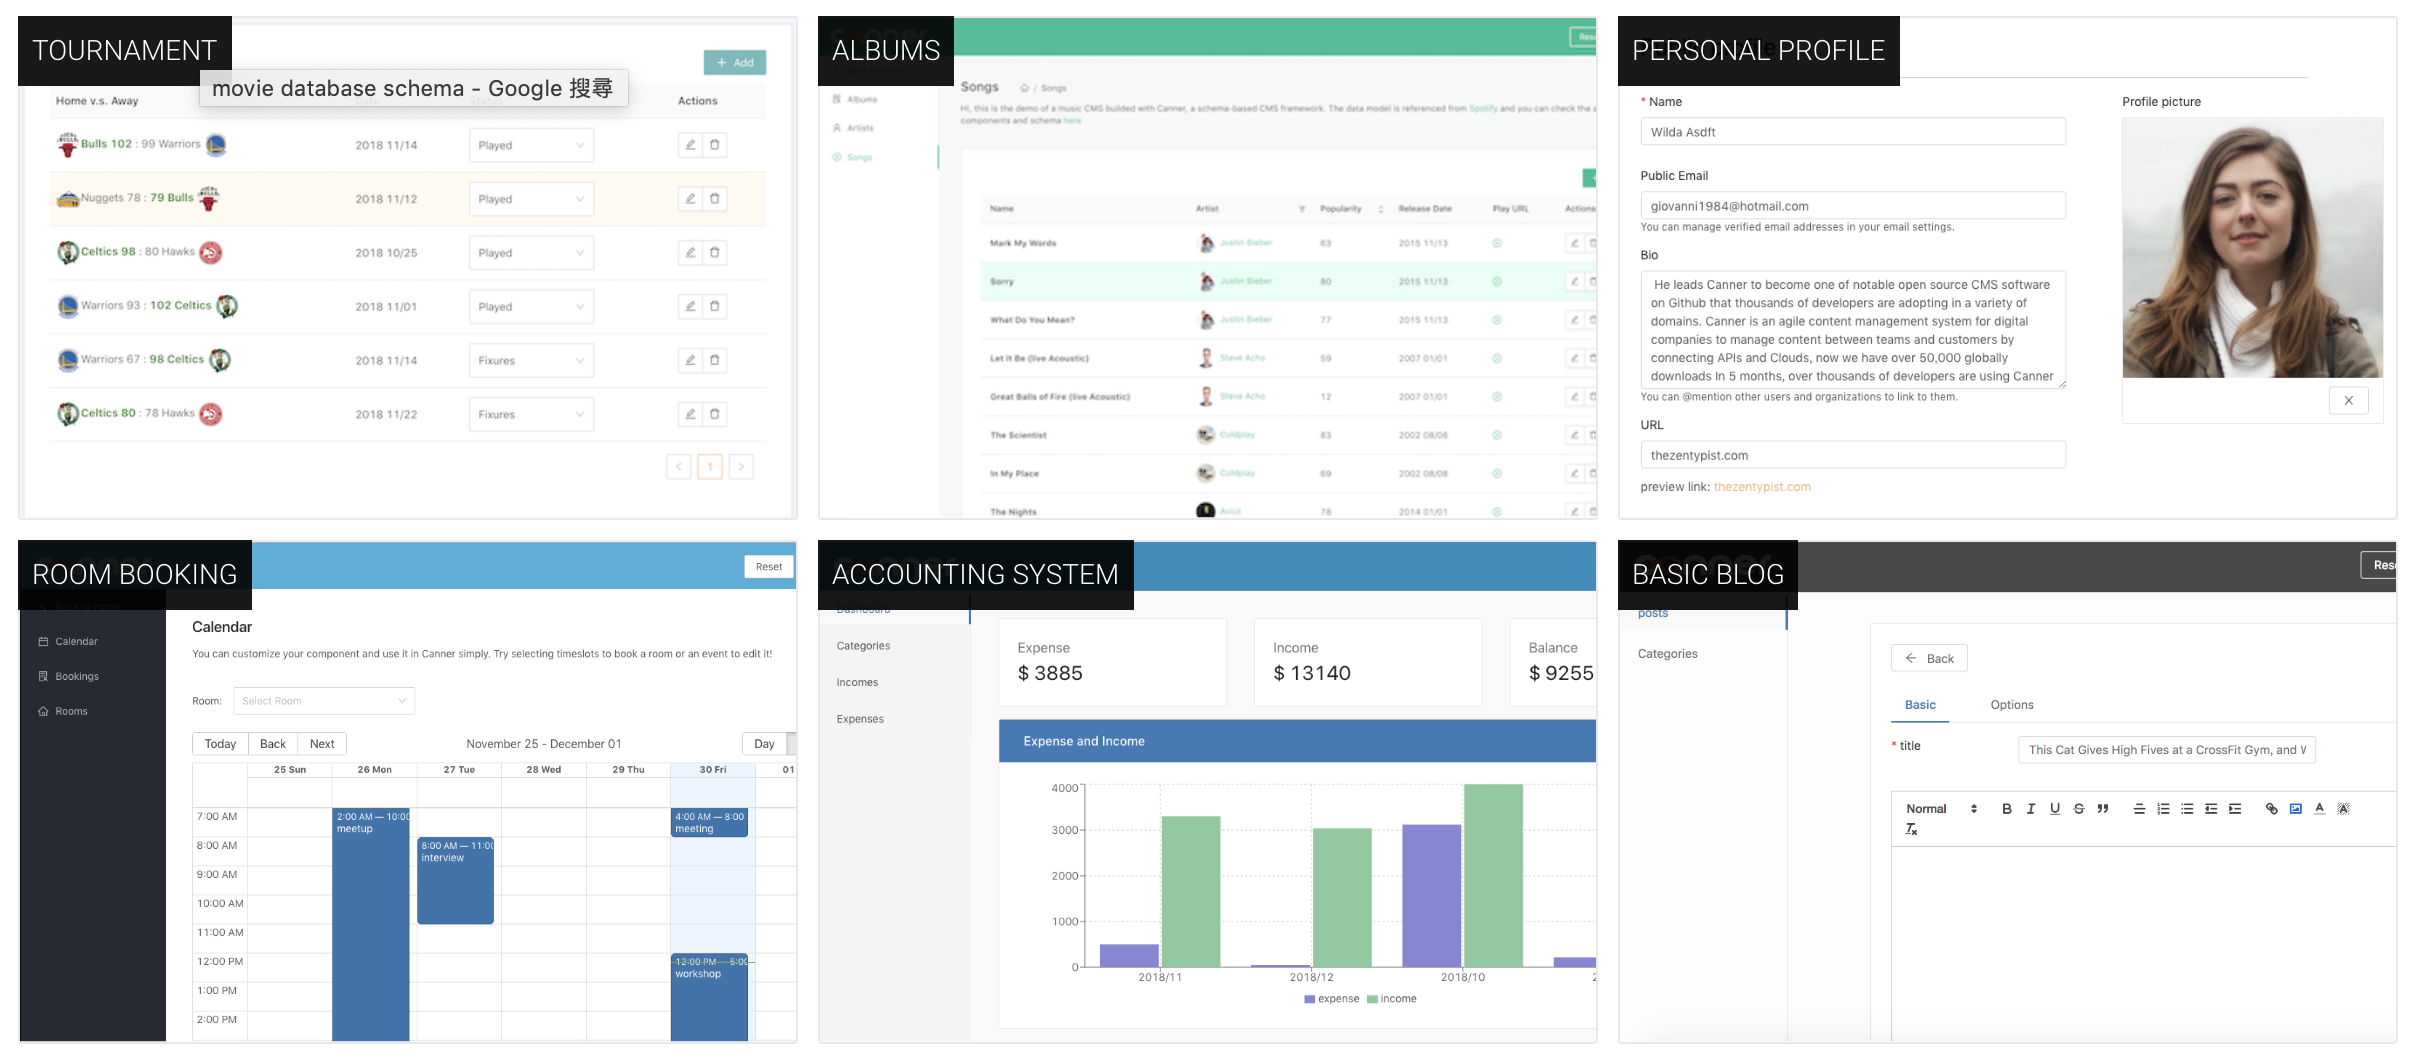 TOURNAMENT
movie database schema - Google 搜尋
+ Add
Home v.s. Away
Actions
Bulls 102 : 99 Warriors
2018 11/14
Played
Nuggets 78 : 79 Bulls
2018 11/12
Played
Celtics 98 : 80 Hawks
2018 10/25
Played
Warriors 93 : 102 Celtics
2018 11/01
Played
Warriors 67 : 98 Celtics
2018 11/14
Fixures
Celtics 80 : 78 Hawks
2018 11/22
Fixures
< 1 >
ALBUMS
Albums
Artists
Songs
Songs
/ Songs
Hi, this is the demo of a music CMS builded with Canner, a schema-based CMS framework. The data model is referenced from Spotify and you can check the
components and schema here
Name Artist Popularity Release Date Play URL Actions
Mark My Words Justin Bieber 63 2015 11/13
Sorry Justin Bieber 80 2015 11/13
What Do You Mean? Justin Bieber 77 2015 11/13
Let It Be (live Acoustic) Steve Acho 59 2007 01/01
Great Balls of Fire (live Acoustic) Steve Acho 12 2007 01/01
The Scientist Coldplay 83 2002 08/08
In My Place Coldplay 69 2002 08/08
The Nights Avicii 78 2014 01/01
PERSONAL PROFILE
* Name
Wilda Asdft
Public Email
giovanni1984@hotmail.com
You can manage verified email addresses in your email settings.
Bio
He leads Canner to become one of notable open source CMS software
on Github that thousands of developers are adopting in a variety of
domains. Canner is an agile content management system for digital
companies to manage content between teams and customers by
connecting APIs and Clouds, now we have over 50,000 globally
downloads In 5 months, over thousands of developers are using Canner
You can @mention other users and organizations to link to them.
URL
thezentypist.com
preview link: thezentypist.com
Profile picture
X
ROOM BOOKING
Reset
Calendar
Bookings
Rooms
Calendar
You can customize your component and use it in Canner simply. Try selecting timeslots to book a room or an event to edit it!
Room: Select Room
Today Back Next
November 25 - December 01
Day
25 Sun 26 Mon 27 Tue 28 Wed 29 Thu 30 Fri 01
7:00 AM
8:00 AM
9:00 AM
10:00 AM
11:00 AM
12:00 PM
1:00 PM
2:00 PM
2:00 AM — 10:00
meetup
8:00 AM — 11:00
interview
4:00 AM — 8:00
meeting
12:00 PM — 5:00
workshop
ACCOUNTING SYSTEM
Dashboard
Categories
Incomes
Expenses
Expense
$ 3885
Income
$ 13140
Balance
$ 9255
Expense and Income
4000
3000
2000
1000
0
2018/11 2018/12 2018/10
expense income
BASIC BLOG
posts
Categories
Back
Basic Options
* title
This Cat Gives High Fives at a CrossFit Gym, and
Normal